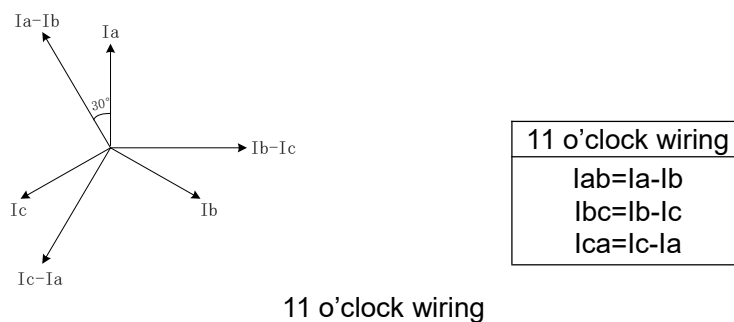 Ia-Ib
Ia
30°
Ib-Ic
Ic
Ib
Ic-Ia
11 o’clock wiring
Iab=Ia-Ib
Ibc=Ib-Ic
Ica=Ic-Ia
11 o’clock wiring